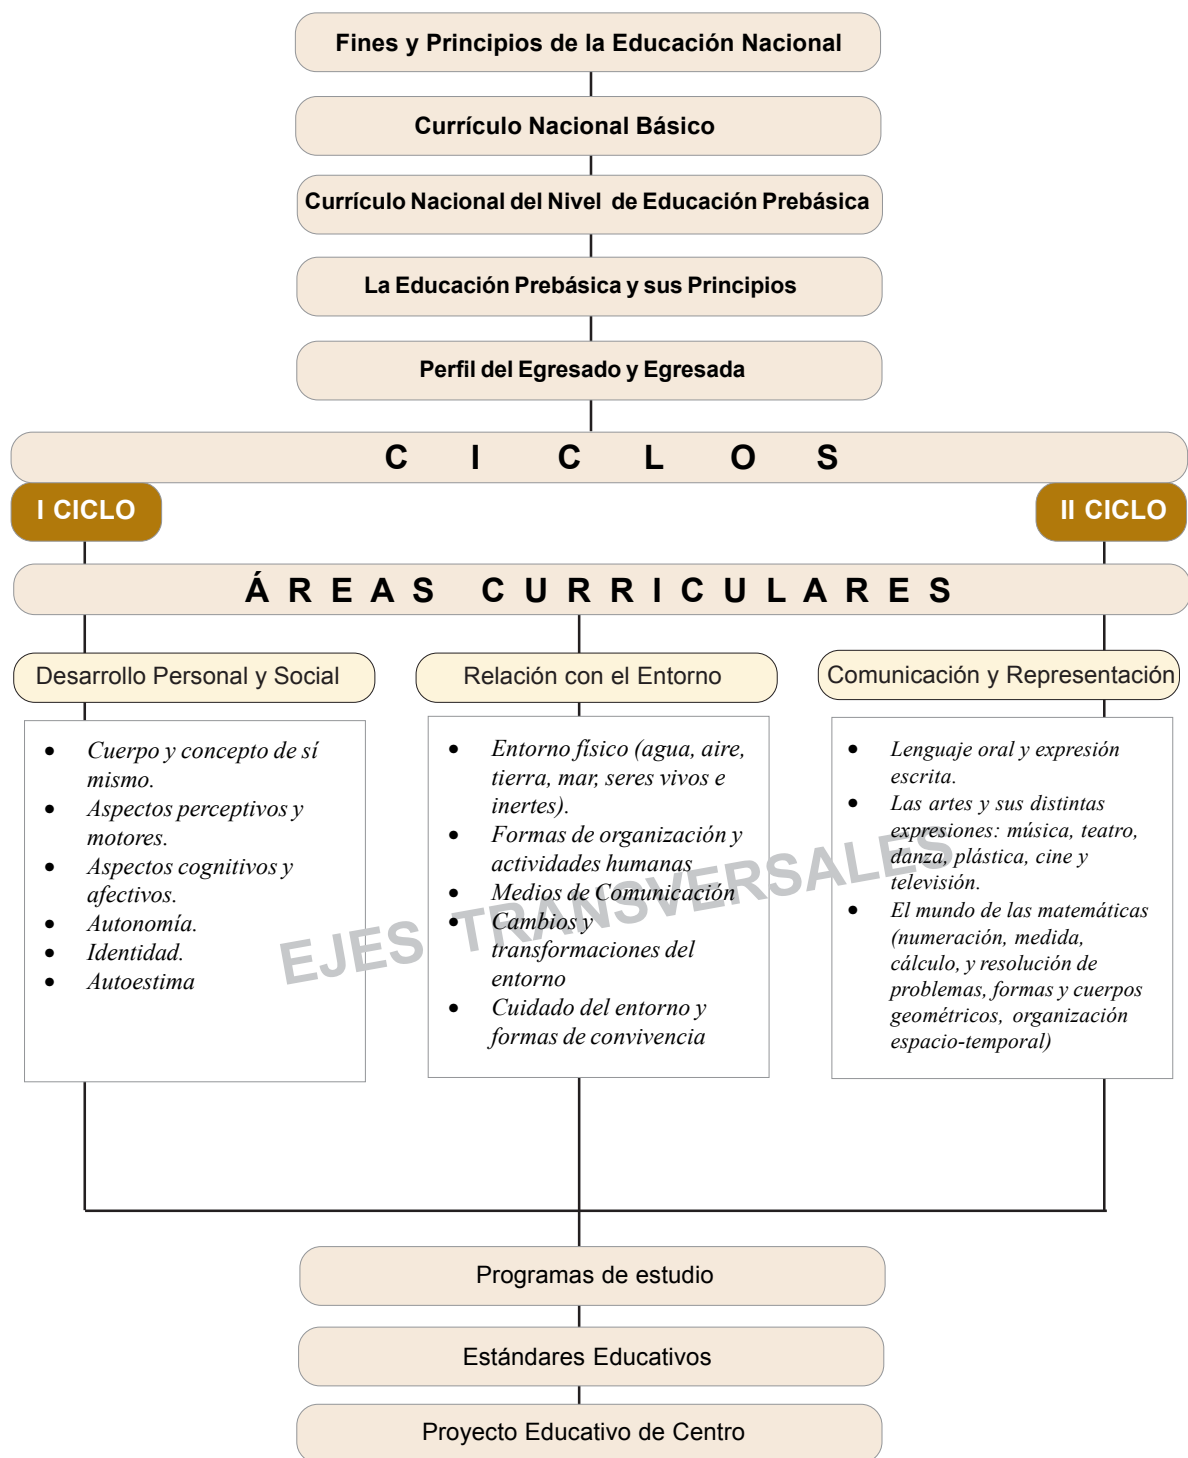 Fines y Principios de la Educación Nacional
Currículo Nacional Básico
Currículo Nacional del Nivel de Educación Prebásica
La Educación Prebásica y sus Principios
Perfil del Egresado y Egresada
C I C L O S
I CICLO
II CICLO
ÁREAS CURRICULARES
Desarrollo Personal y Social
• Cuerpo y concepto de sí
mismo.
• Aspectos perceptivos y
motores.
• Aspectos cognitivos y
afectivos.
• Autonomía.
• Identidad.
• Autoestima
Relación con el Entorno
• Entorno físico (agua, aire,
tierra, mar, seres vivos e
inertes).
• Formas de organización y
actividades humanas
• Medios de Comunicación
• Cambios y
transformaciones del
entorno
• Cuidado del entorno y
formas de convivencia
Comunicación y Representación
• Lenguaje oral y expresión
escrita.
• Las artes y sus distintas
expresiones: música, teatro,
danza, plástica, cine y
televisión.
• El mundo de las matemáticas
(numeración, medida,
cálculo, y resolución de
problemas, formas y cuerpos
geométricos, organización
espacio-temporal)
EJES TRANSVERSALES
Programas de estudio
Estándares Educativos
Proyecto Educativo de Centro